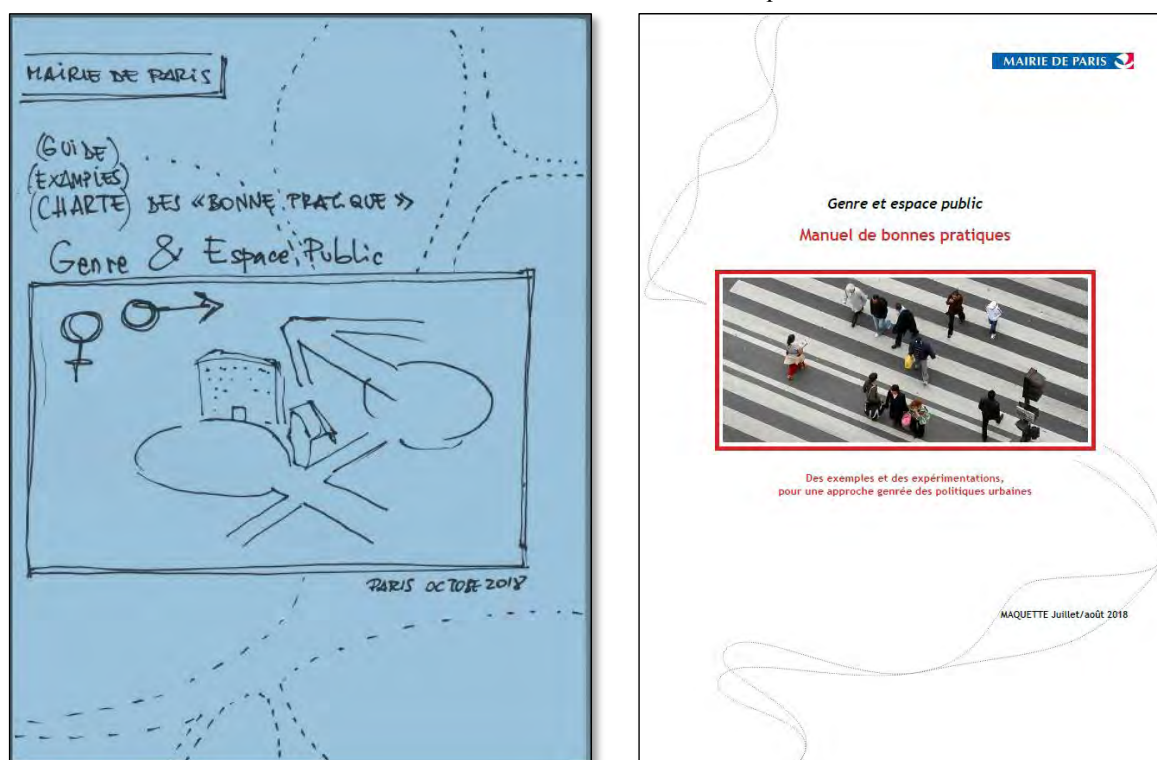 MAIRIE DE PARIS
(GUIDE)
(EXAMPLES)
(CHARTE) DES «BONNE PRATIQUE»
Genre & Espace Public
PARIS OCTOBE 2018
MAIRIE DE PARIS
Genre et espace public
Manuel de bonnes pratiques
Des exemples et des expérimentations,
pour une approche genrée des politiques urbaines
MAQUETTE Juillet/août 2018